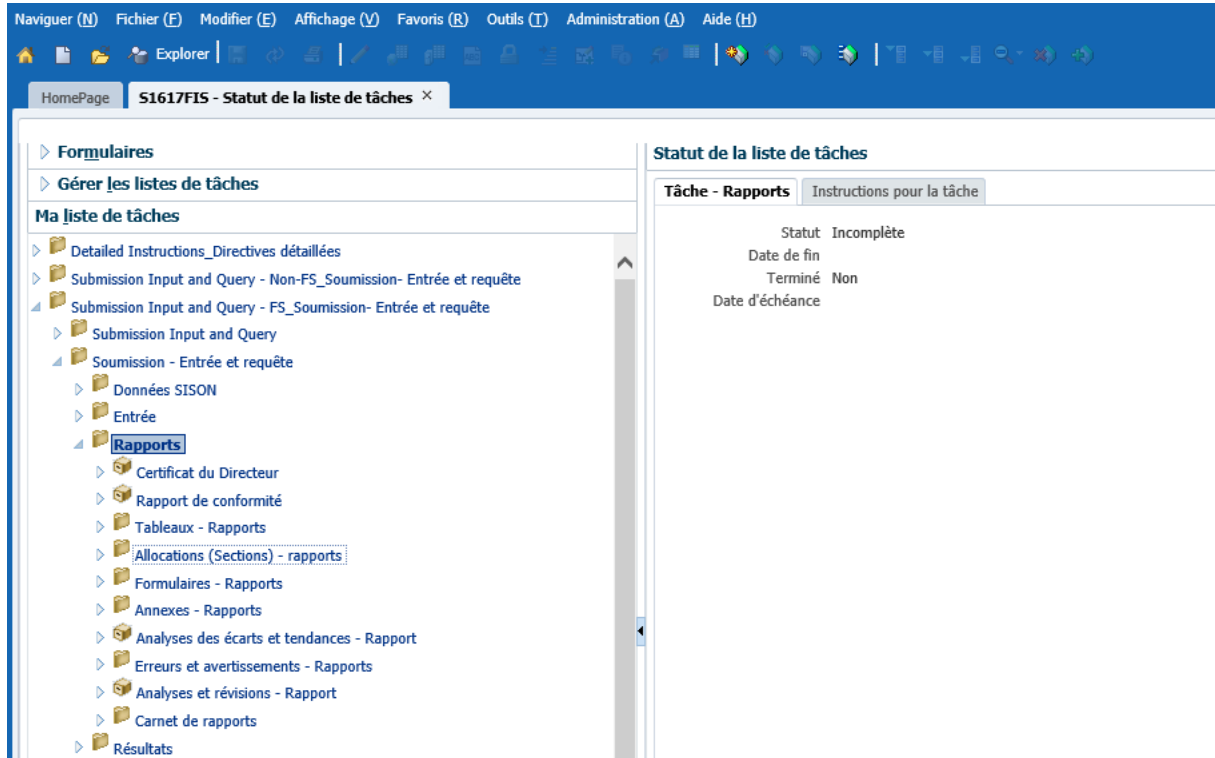 Naviguer (N) Fichier (F) Modifier (E) Affichage (V) Favoris (R) Outils (T) Administration (A) Aide (H)
Explorer
HomePage S1617FIS - Statut de la liste de tâches ×
Formulaires
Gérer les listes de tâches
Ma liste de tâches
Detailed Instructions_Directives détaillées
Submission Input and Query - Non-FS_Soumission- Entrée et requête
Submission Input and Query - FS_Soumission- Entrée et requête
Submission Input and Query
Soumission - Entrée et requête
Données SISON
Entrée
Rapports
Certificat du Directeur
Rapport de conformité
Tableaux - Rapports
Allocations (Sections) - rapports
Formulaires - Rapports
Annexes - Rapports
Analyses des écarts et tendances - Rapport
Erreurs et avertissements - Rapports
Analyses et révisions - Rapport
Carnet de rapports
Résultats
Statut de la liste de tâches
Tâche - Rapports Instructions pour la tâche
Statut Incomplète
Date de fin
Terminé Non
Date d'échéance